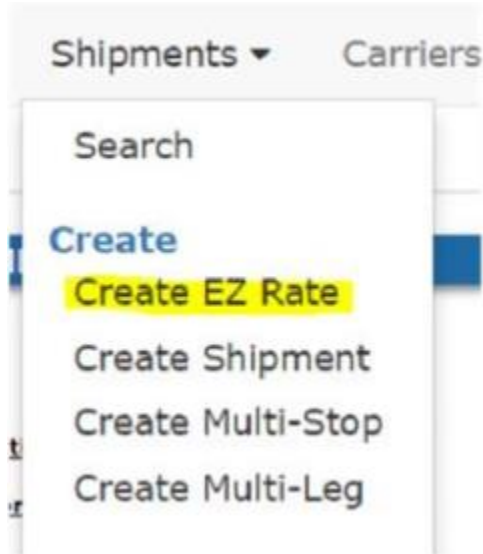 Shipments Carriers
Search
Create
Create EZ Rate
Create Shipment
Create Multi-Stop
Create Multi-Leg